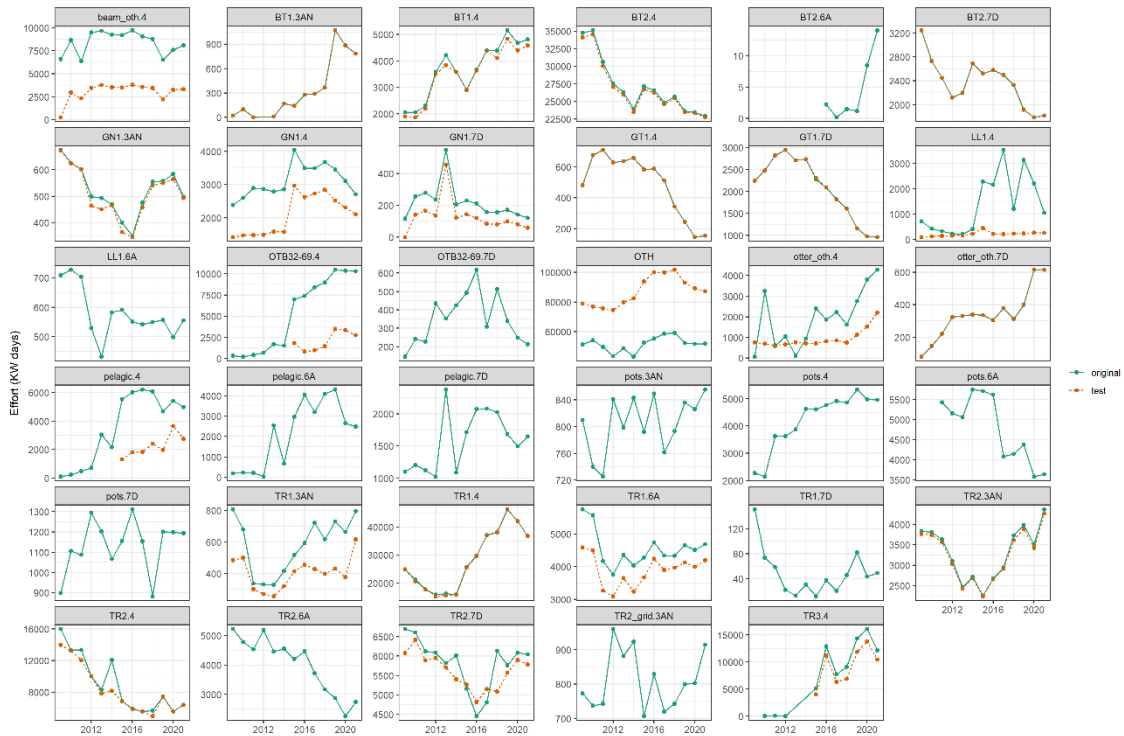 beam_oth.4 BT1.3AN BT1.4 BT2.4 BT2.6A BT2.7D
10000 7500 5000 2500 0
900 600 300 0
5000 4000 3000 2000
35000 32500 30000 27500 25000 22500
10 5 0
3200 2800 2400 2000
GN1.3AN GN1.4 GN1.7D GT1.4 GT1.7D LL1.4
600 500 400
4000 3000 2000
400 200 0
600 400 200
3000 2500 2000 1500 1000
3000 2000 1000 0
LL1.6A OTB32-69.4 OTB32-69.7D OTH otter_oth.4 otter_oth.7D
700 600 500
10000 7500 5000 2500 0
600 400 200
100000 80000 60000
4000 3000 2000 1000 0
600 400 200
Effort (KW days)
original
test
pelagic.4 pelagic.6A pelagic.7D pots.3AN pots.4 pots.6A
6000 4000 2000 0
4000 3000 2000 1000 0
2000 1500 1000
840 800 760 720
5000 4000 3000 2000
5500 5000 4500 4000 3500
pots.7D TR1.3AN TR1.4 TR1.6A TR1.7D TR2.3AN
1300 1200 1100 1000 900
800 600 400
40000 30000 20000
5000 4000 3000
120 80 40
4000 3500 3000 2500
2012 2016 2020
TR2.4 TR2.6A TR2.7D TR2_grid.3AN TR3.4
16000 12000 8000
5000 4000 3000
6500 6000 5500 5000 4500
900 800 700
15000 10000 5000 0
2012 2016 2020 2012 2016 2020 2012 2016 2020 2012 2016 2020 2012 2016 2020